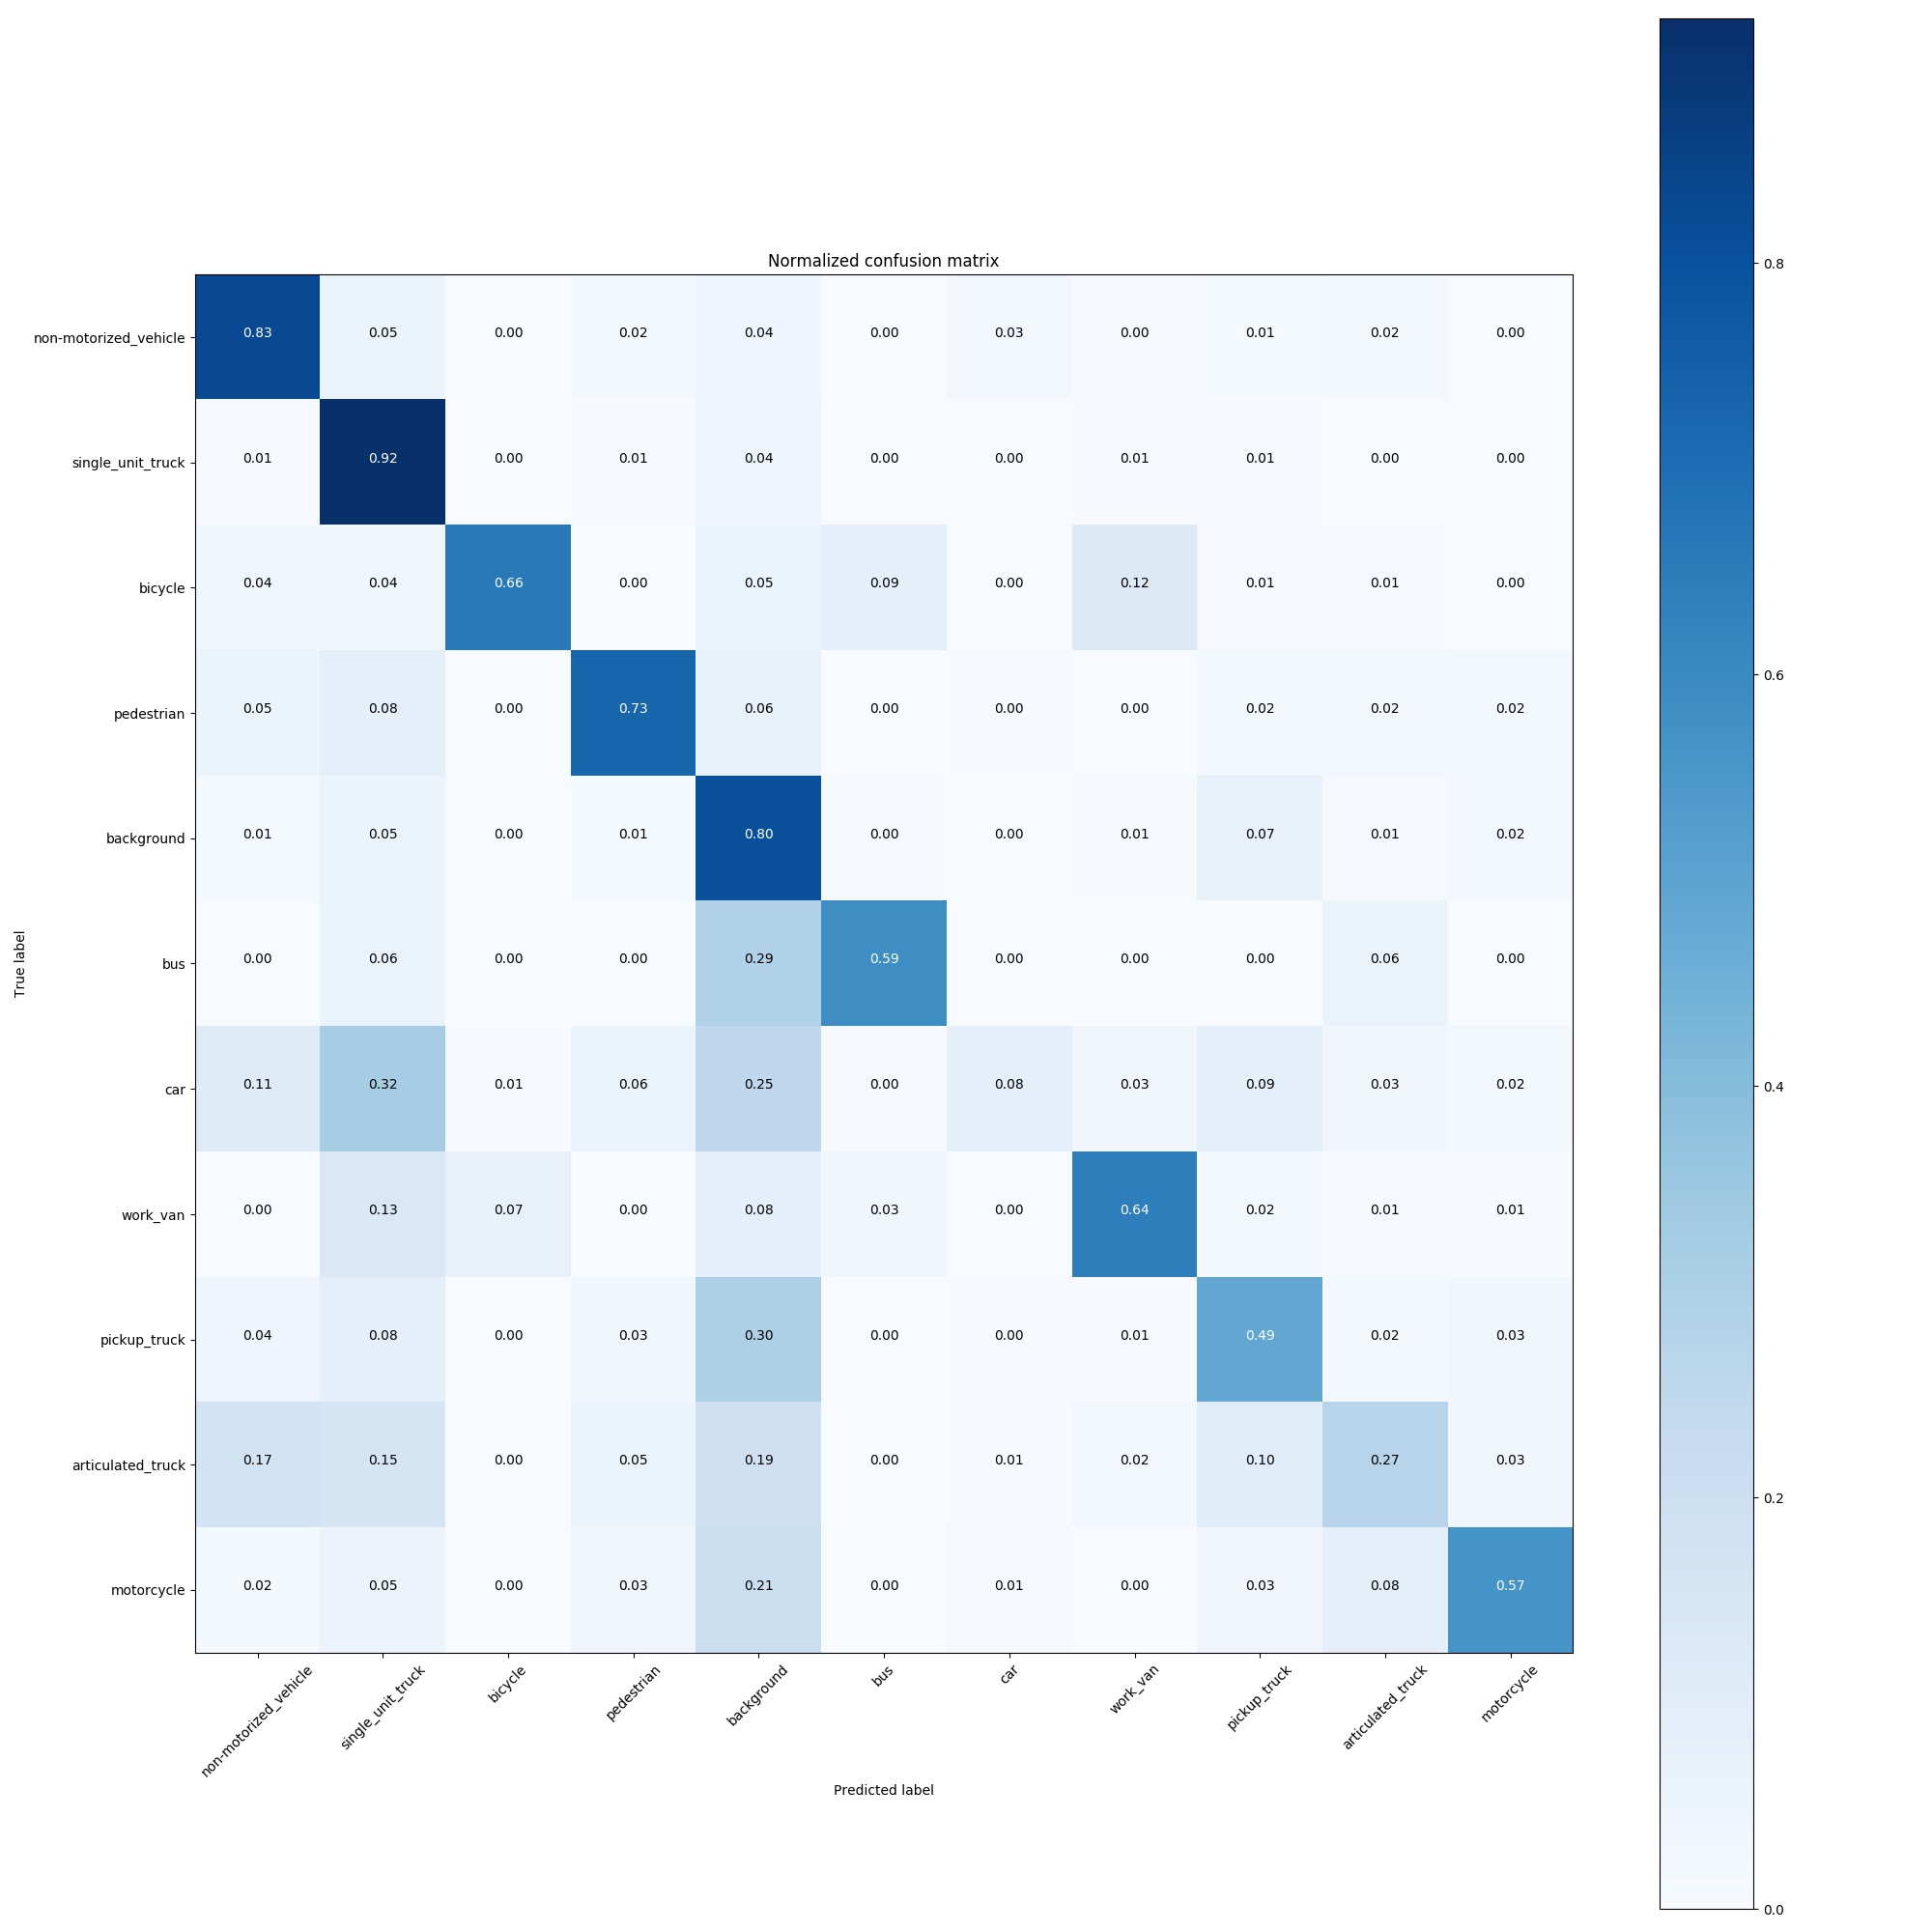 Normalized confusion matrix
non-motorized_vehicle 0.83 0.05 0.00 0.02 0.04 0.00 0.03 0.00 0.01 0.02 0.00
single_unit_truck 0.01 0.92 0.00 0.01 0.04 0.00 0.00 0.01 0.01 0.00 0.00
bicycle 0.04 0.04 0.66 0.00 0.05 0.09 0.00 0.12 0.01 0.01 0.00
pedestrian 0.05 0.08 0.00 0.73 0.06 0.00 0.00 0.00 0.02 0.02 0.02
background 0.01 0.05 0.00 0.01 0.80 0.00 0.00 0.01 0.07 0.01 0.02
bus 0.00 0.06 0.00 0.00 0.29 0.59 0.00 0.00 0.00 0.06 0.00
car 0.11 0.32 0.01 0.06 0.25 0.00 0.08 0.03 0.09 0.03 0.02
work_van 0.00 0.13 0.07 0.00 0.08 0.03 0.00 0.64 0.02 0.01 0.01
pickup_truck 0.04 0.08 0.00 0.03 0.30 0.00 0.00 0.01 0.49 0.02 0.03
articulated_truck 0.17 0.15 0.00 0.05 0.19 0.00 0.01 0.02 0.10 0.27 0.03
motorcycle 0.02 0.05 0.00 0.03 0.21 0.00 0.01 0.00 0.03 0.08 0.57
True label
non-motorized_vehicle single_unit_truck bicycle pedestrian background bus car work_van pickup_truck articulated_truck motorcycle
Predicted label
0.8
0.6
0.4
0.2
0.0